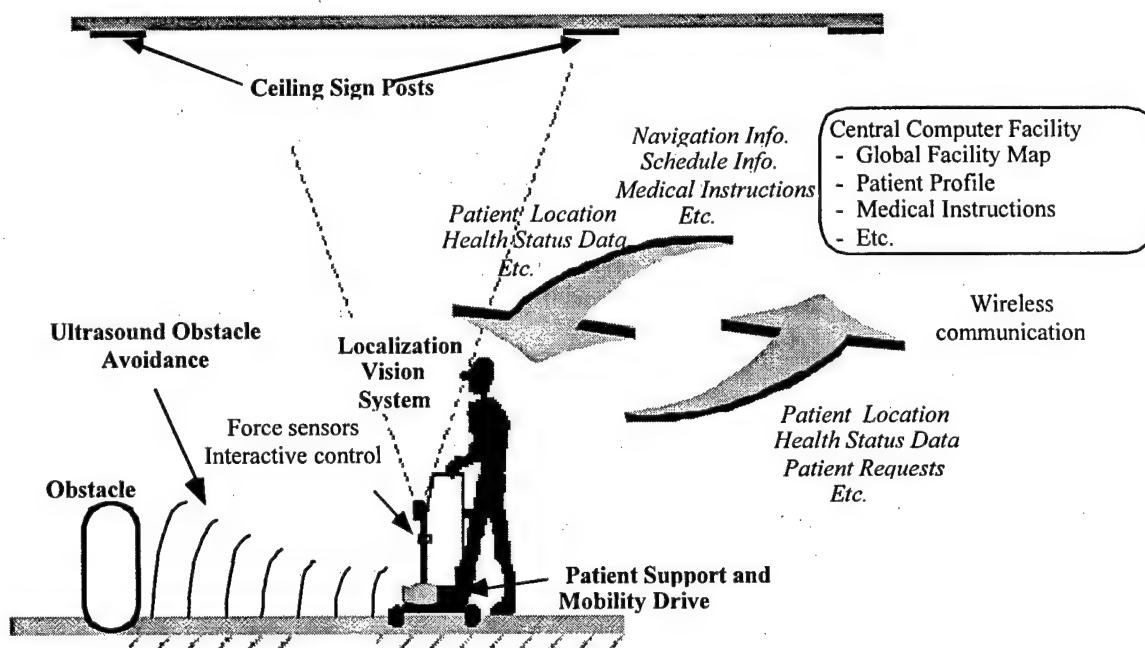 Ceiling Sign Posts
Navigation Info.
Schedule Info.
Medical Instructions
Etc.
Central Computer Facility
- Global Facility Map
- Patient Profile
- Medical Instructions
- Etc.
Patient Location
Health Status Data
Etc.
Wireless
communication
Ultrasound Obstacle
Avoidance
Localization
Vision
System
Force sensors
Interactive control
Patient Location
Health Status Data
Patient Requests
Etc.
Obstacle
Patient Support and
Mobility Drive